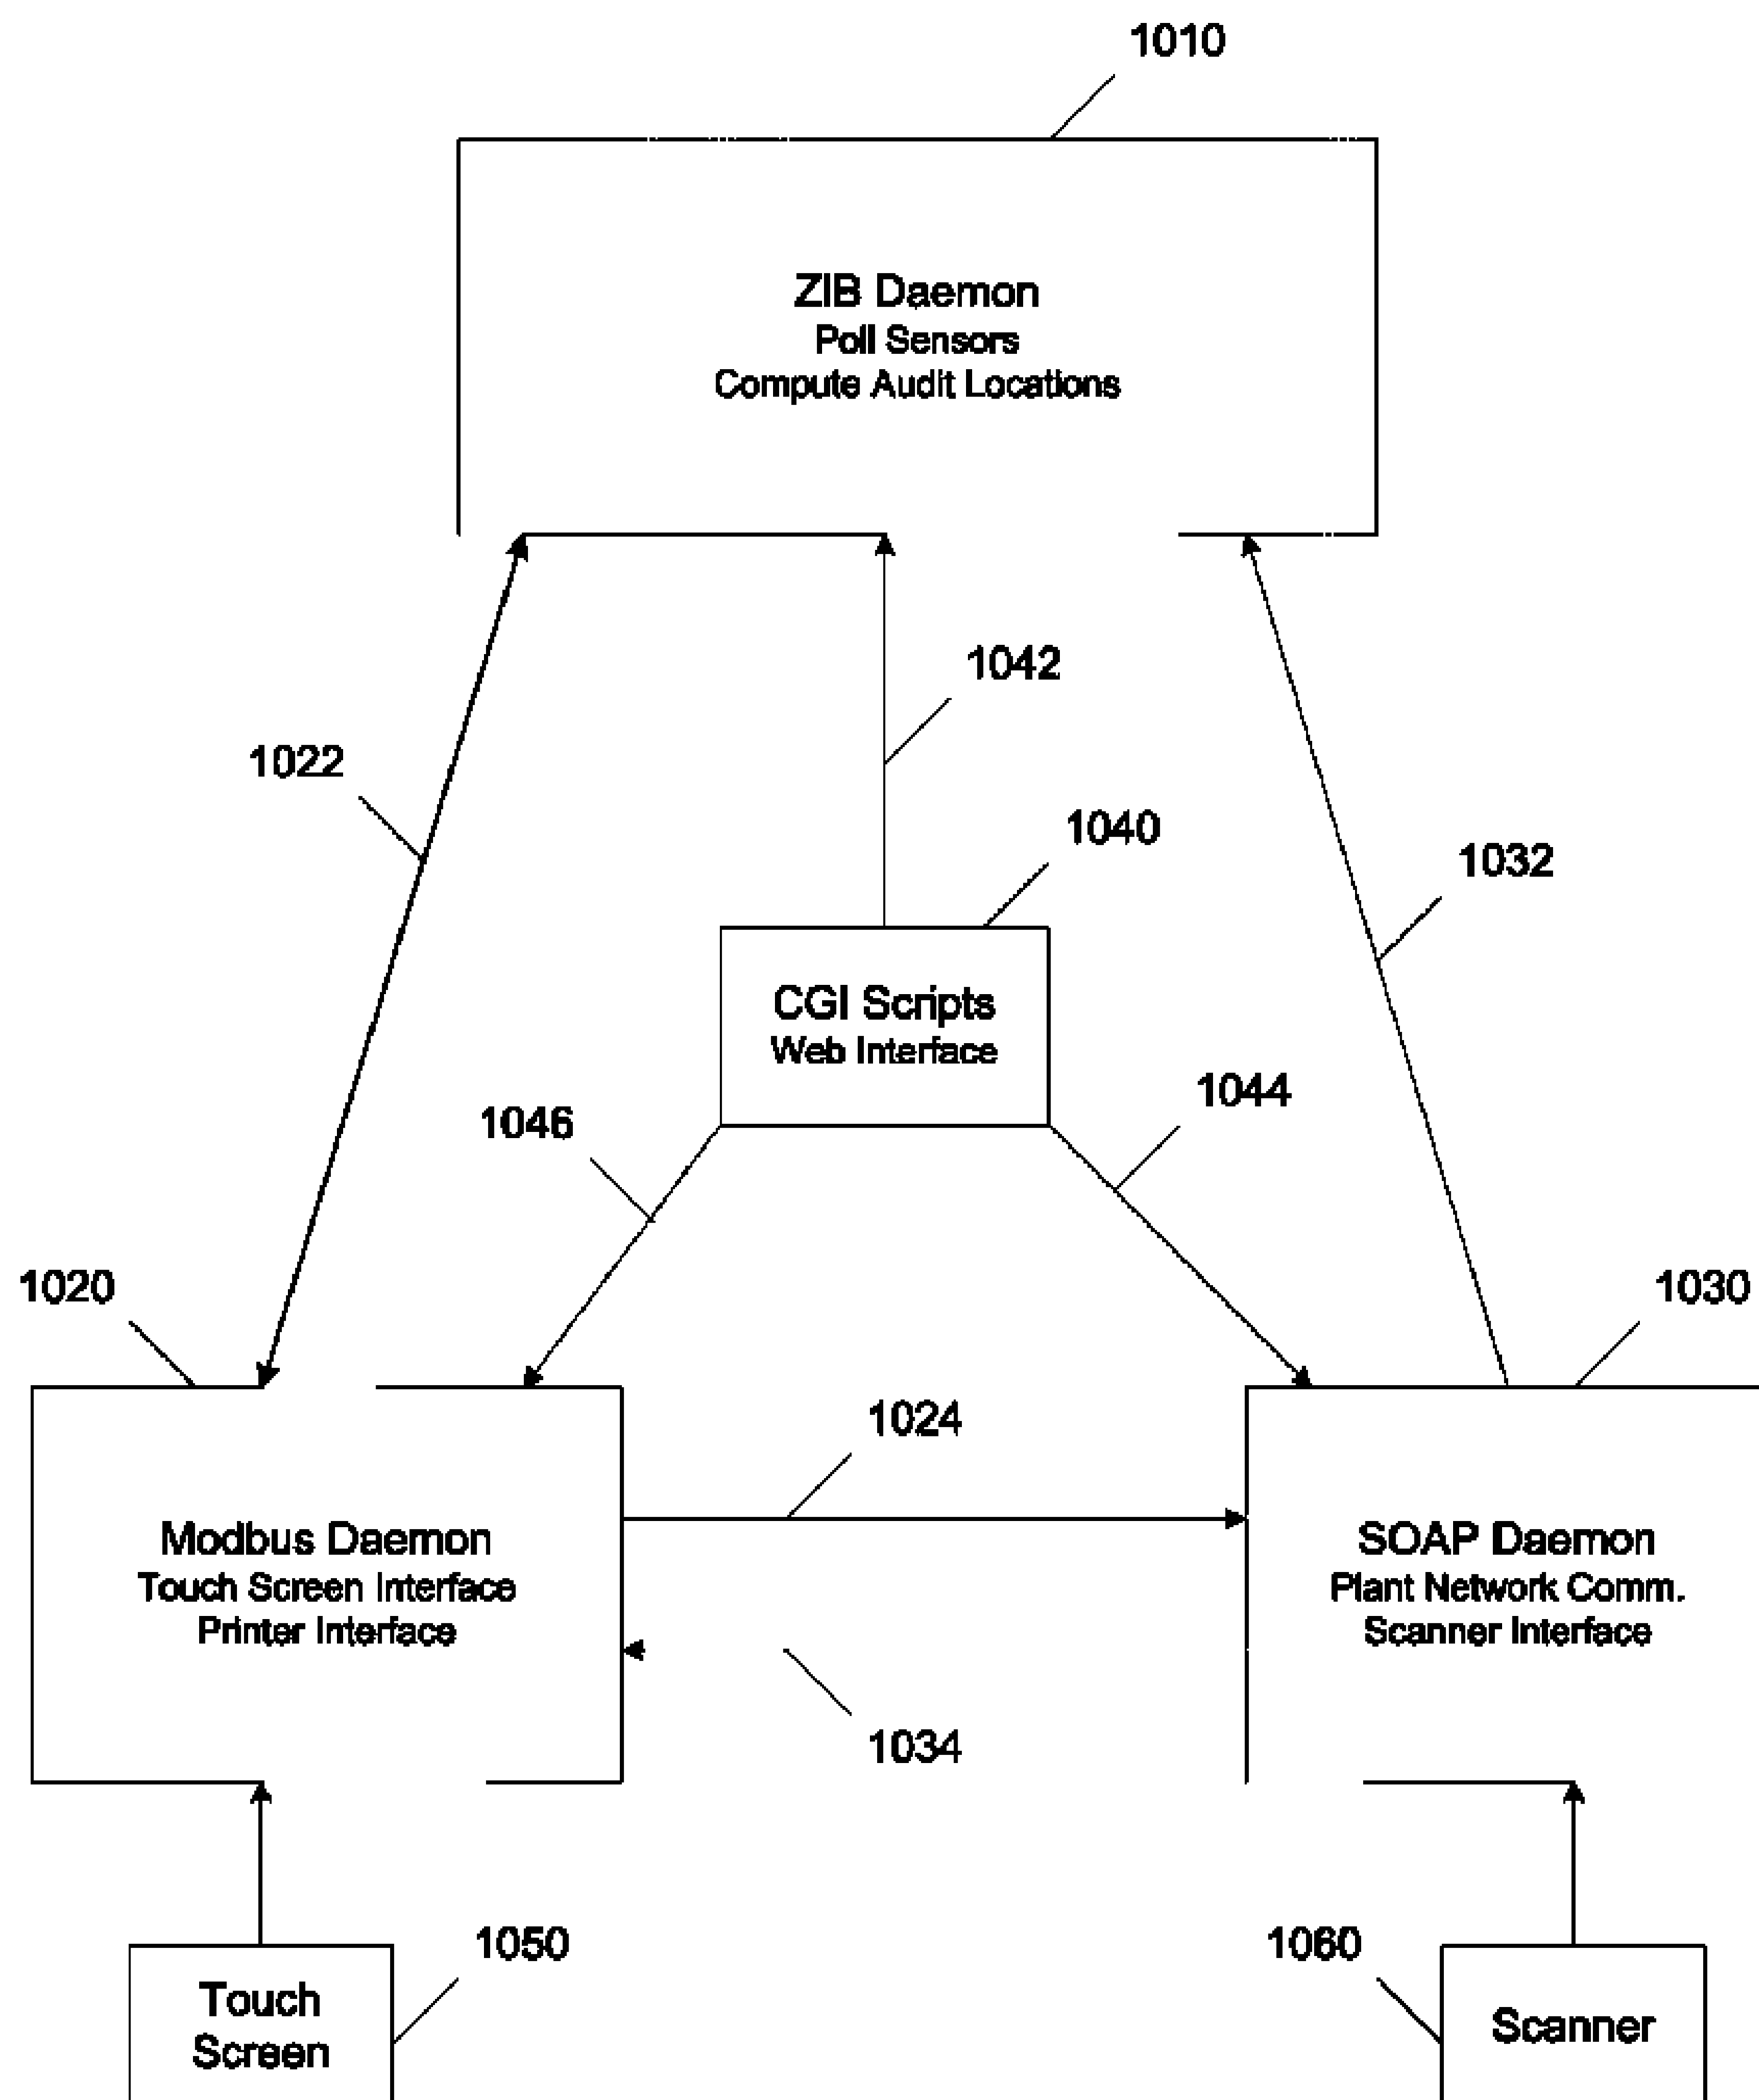 1010
ZIB Daemon
Poll Sensors
Compute Audit Locations
1042
1022
1040
1032
CGI Scripts
Web Interface
1044
1046
1020
1030
1024
Modbus Daemon
Touch Screen Interface
Printer Interface
SOAP Daemon
Plant Network Comm.
Scanner Interface
1034
1050
1060
Touch
Screen
Scanner